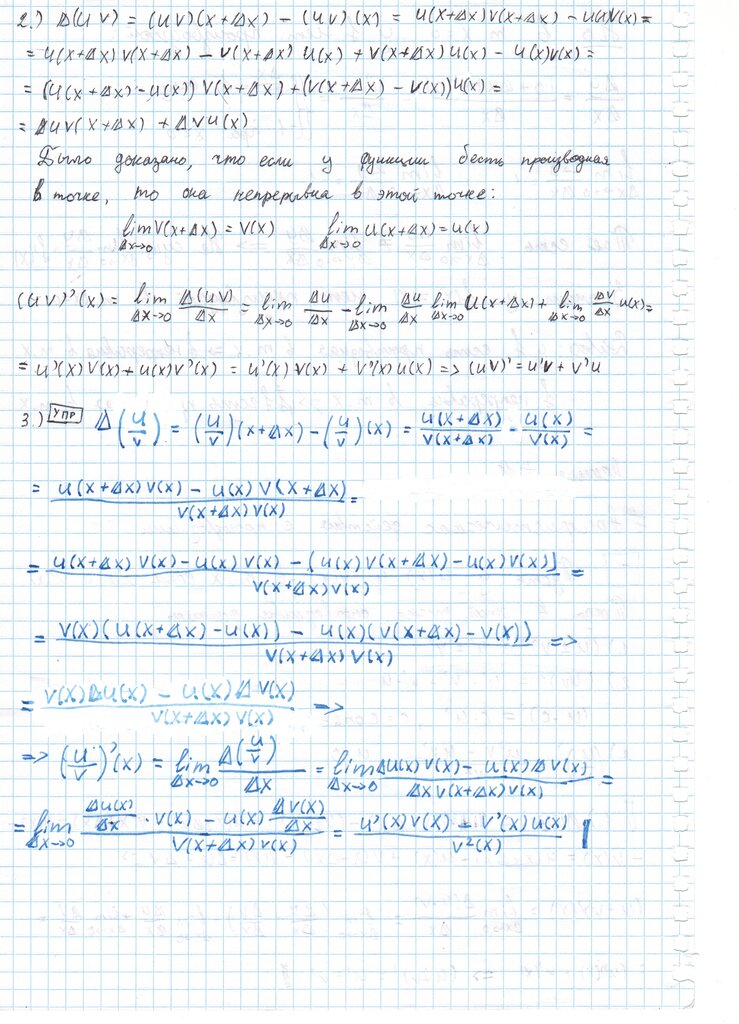 2.) Δ(UV) = (UV)(X+Δx) – (UV)(X) = U(X+Δx)V(X+Δx) – U(x)V(x) =
= U(X+Δx)V(X+Δx) – V(X+Δx)U(x) + V(X+Δx)U(x) – U(x)V(x) =
= (U(x+Δx) – U(x))V(X+Δx) + (V(X+Δx) – V(x))U(x) =
= ΔUV(X+Δx) + ΔVU(x)
Было доказано, что если у функции есть производная
в точке, то она непрерывна в этой точке:
lim Δx→0 V(x+Δx) = V(x) lim Δx→0 U(x+Δx) = U(x)
(UV)'(x) = lim Δx→0 Δ(UV)/Δx = lim Δx→0 ΔU/Δx – lim Δx→0 ΔU/Δx lim Δx→0 U(x+Δx) + lim Δx→0 ΔV/Δx U(x) =
= U'(X)V(X) + U(X)V'(X) = U'(X)V(X) + V'(X)U(X) => (UV)' = U'V + V'U
3.) УПР Δ(U/V) = (U/V)(X+Δx) – (U/V)(X) = U(X+Δx)/V(X+Δx) – U(X)/V(X) =
= (U(X+Δx)V(X) – U(X)V(X+Δx))/(V(X+Δx)V(X)) =
= (U(X+Δx)V(X) – U(X)V(X) – [U(X)V(X+Δx) – U(X)V(X)])/(V(X+Δx)V(X)) =
= (V(X)(U(X+Δx) – U(X)) – U(X)(V(X+Δx) – V(X)))/(V(X+Δx)V(X)) =>
= (V(X)ΔU(X) – U(X)ΔV(X))/(V(X+Δx)V(X)) =>
=> (U/V)'(X) = lim Δx→0 Δ(U/V)/Δx = lim Δx→0 (ΔU(X)V(X) – U(X)ΔV(X))/(ΔxV(X+Δx)V(X)) =
= lim Δx→0 (ΔU(X)/Δx · V(X) – U(X) ΔV(X)/Δx)/(V(X+Δx)V(X)) = (U'(X)V(X) – V'(X)U(X))/V²(X)